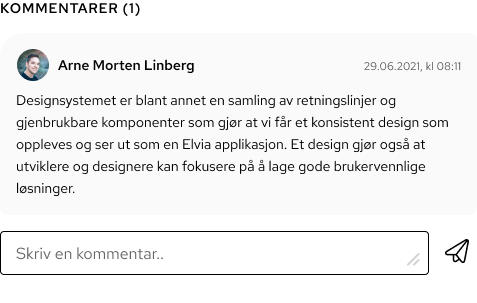 KOMMENTARER (1)
Arne Morten Linberg
29.06.2021, kl 08:11
Designsystemet er blant annet en samling av retningslinjer og
gjenbrukbare komponenter som gjør at vi får et konsistent design som
oppleves og ser ut som en Elvia applikasjon. Et design gjør også at
utviklere og designere kan fokusere på å lage gode brukervennlige
løsninger.
Skriv en kommentar..